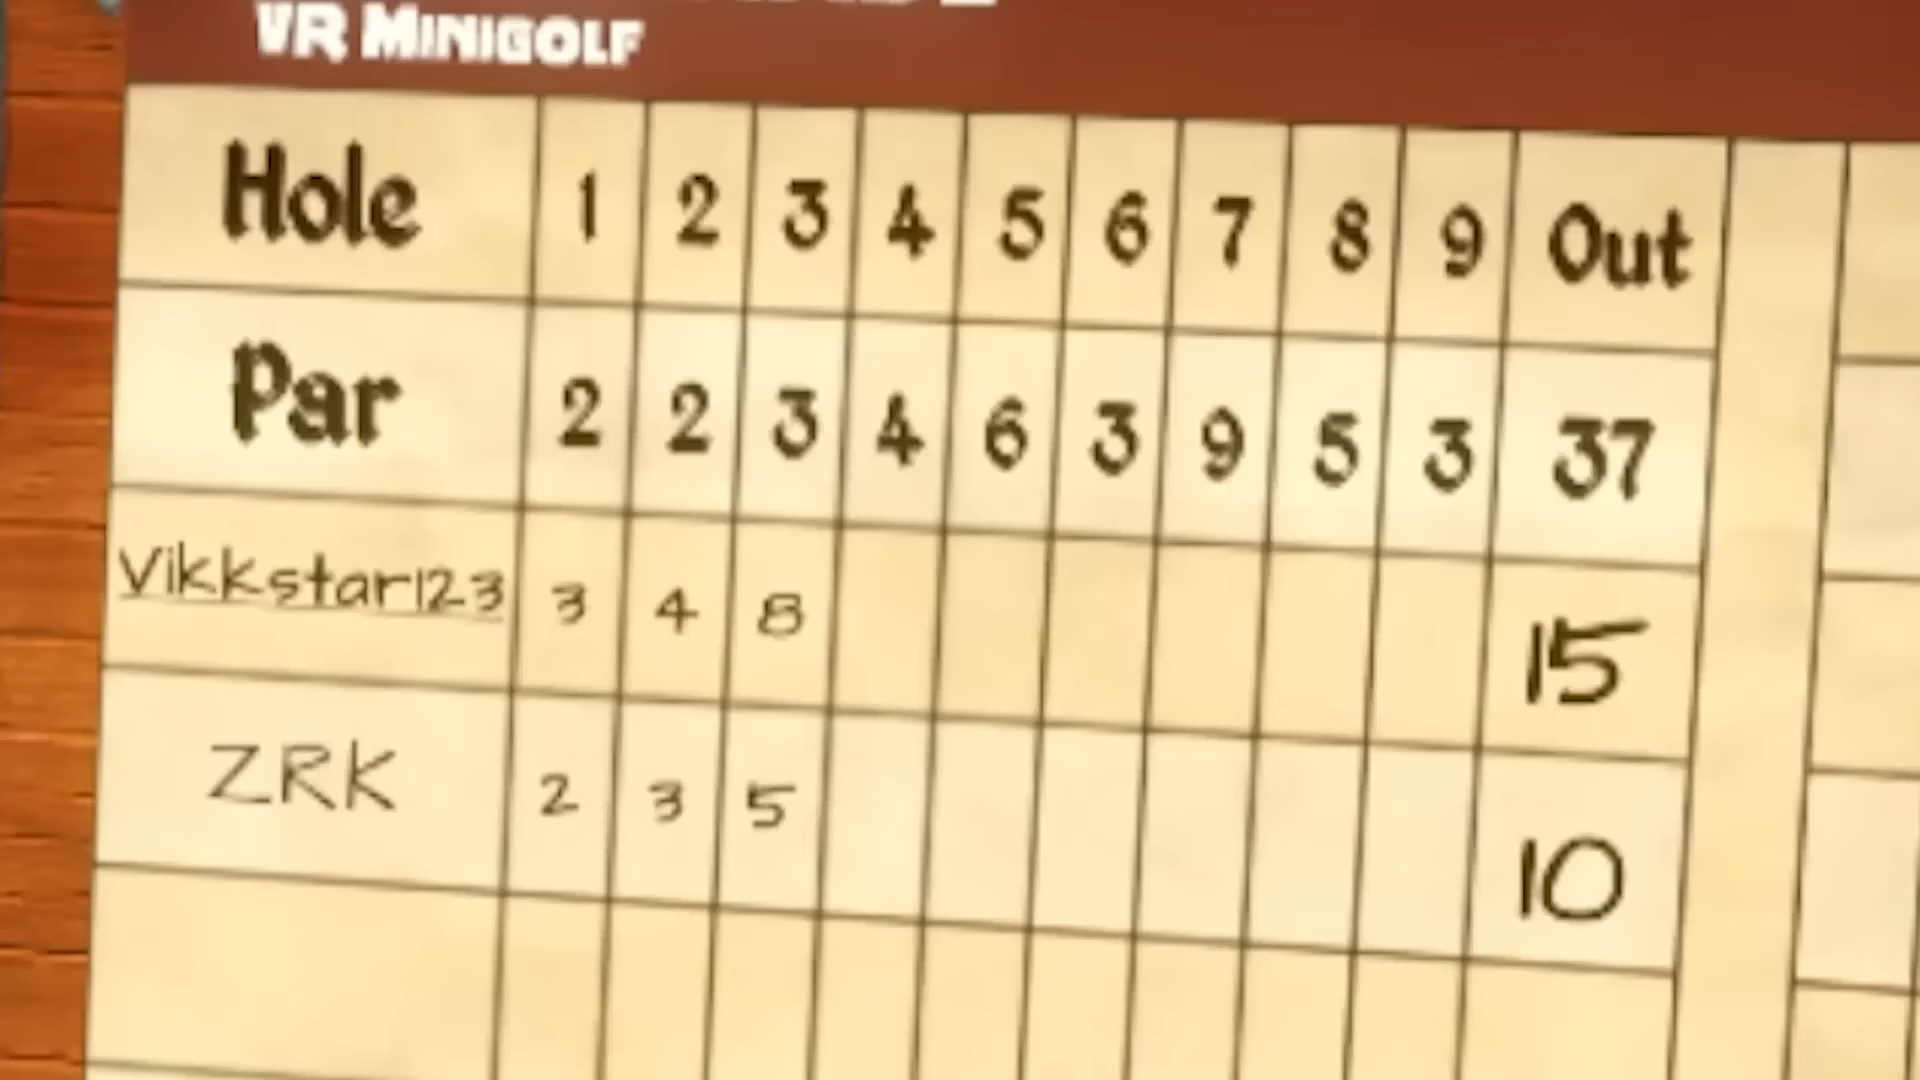 VR MINIGOLF
Hole 1 2 3 4 5 6 7 8 9 Out
Par 2 2 3 4 6 3 9 5 3 37
Vikkstar123 3 4 8 15
ZRK 2 3 5 10